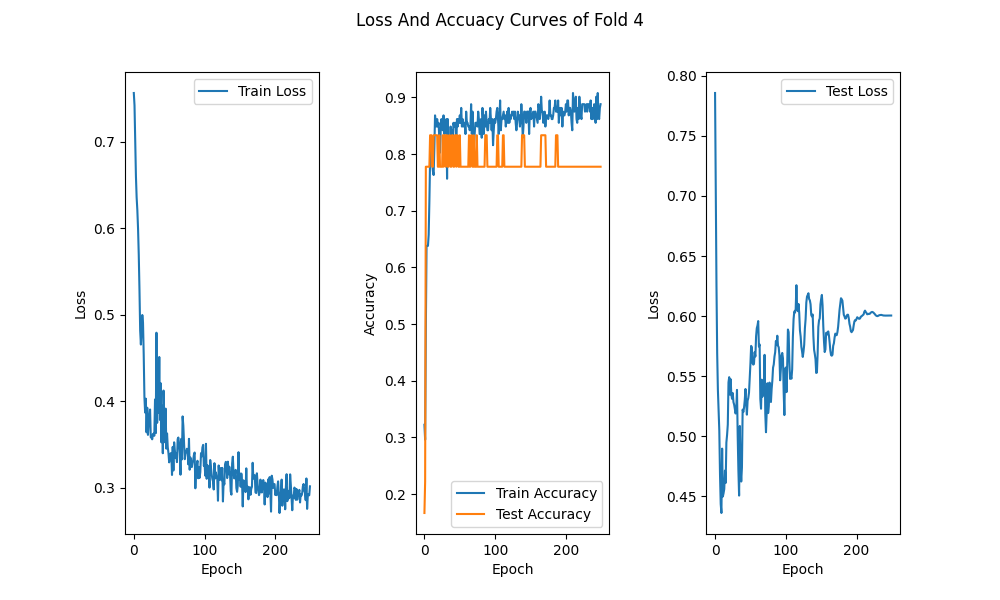 Loss And Accuacy Curves of Fold 4
Train Loss
0.7
0.6
0.5
0.4
0.3
Loss
0
100
200
Epoch
0.9
0.8
0.7
0.6
0.5
0.4
0.3
0.2
Accuracy
Train Accuracy
Test Accuracy
0
100
200
Epoch
Test Loss
0.80
0.75
0.70
0.65
0.60
0.55
0.50
0.45
Loss
0
100
200
Epoch